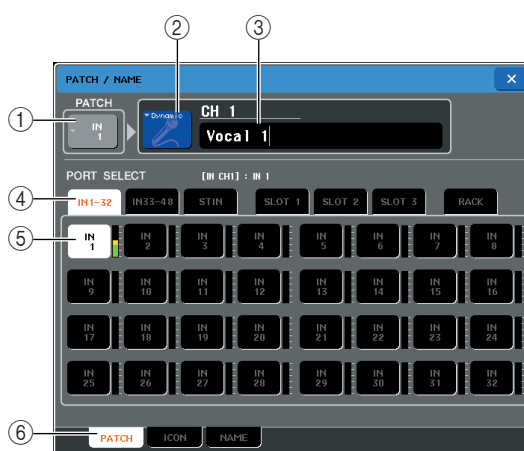 ② ③
PATCH / NAME ×
PATCH
① IN 1 Dynamic CH 1
Vocal 1
PORT SELECT [IN CH1] : IN 1
④ IN1-32 IN33-48 STIN SLOT 1 SLOT 2 SLOT 3 RACK
⑤ IN 1 IN 2 IN 3 IN 4 IN 5 IN 6 IN 7 IN 8
IN 9 IN 10 IN 11 IN 12 IN 13 IN 14 IN 15 IN 16
IN 17 IN 18 IN 19 IN 20 IN 21 IN 22 IN 23 IN 24
IN 25 IN 26 IN 27 IN 28 IN 29 IN 30 IN 31 IN 32
⑥ PATCH ICON NAME